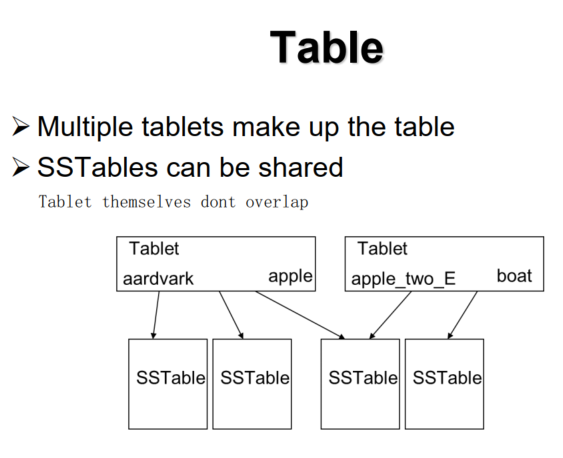 Table
Multiple tablets make up the table
SSTables can be shared
Tablet themselves dont overlap
Tablet
aardvark apple
Tablet
apple_two_E boat
SSTable SSTable SSTable SSTable